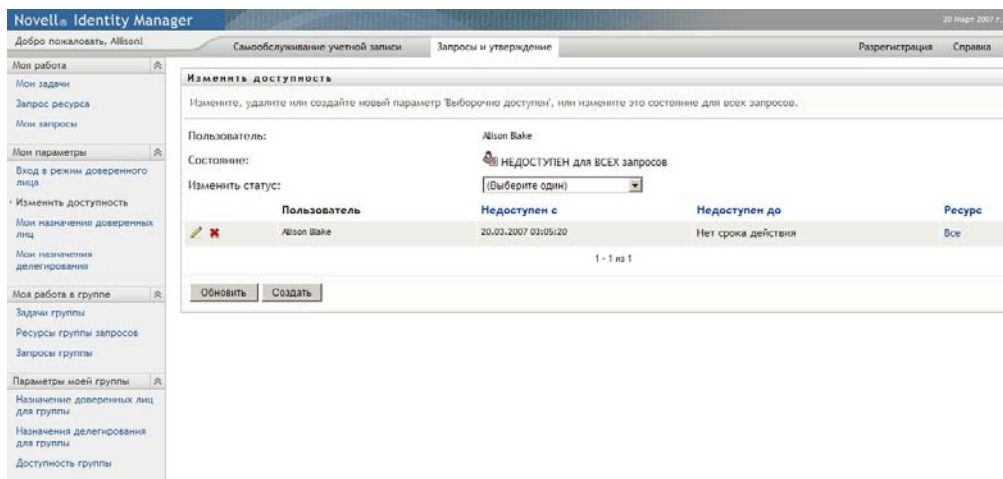 Novell® Identity Manager
20 Март 2007 г.
Добро пожаловать, Allison!
Самообслуживание учетной записи
Запросы и утверждение
Разрегистрация
Справка
Моя работа
Мои задачи
Запрос ресурса
Мои запросы
Мои параметры
Вход в режим доверенного
лица
Изменить доступность
Мои назначения доверенных
лиц
Мои назначения
делегирования
Моя работа в группе
Задачи группы
Ресурсы группы запросов
Запросы группы
Параметры моей группы
Назначение доверенных лиц
для группы
Назначения делегирования
для группы
Доступность группы
Изменить доступность
Измените, удалите или создайте новый параметр 'Выборочно доступен', или измените это состояние для всех запросов.
Пользователь: Allison Blake
Состояние: НЕДОСТУПЕН для ВСЕХ запросов
Изменить статус: (Выберите один)
Пользователь Недоступен с Недоступен до Ресурс
Allison Blake 20.03.2007 03:05:20 Нет срока действия Все
1 - 1 из 1
Обновить Создать